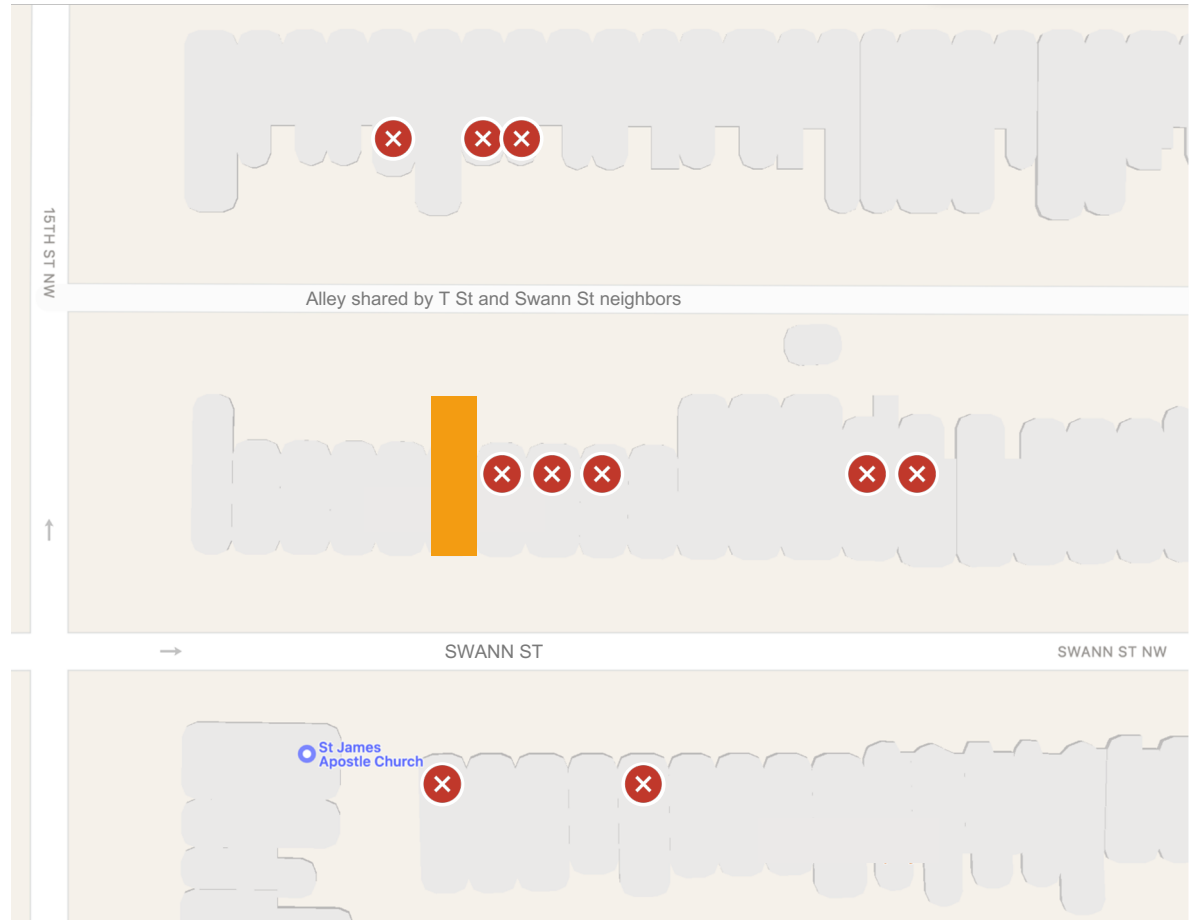 15TH ST NW
Alley shared by T St and Swann St neighbors
SWANN ST
SWANN ST NW
St James
Apostle Church